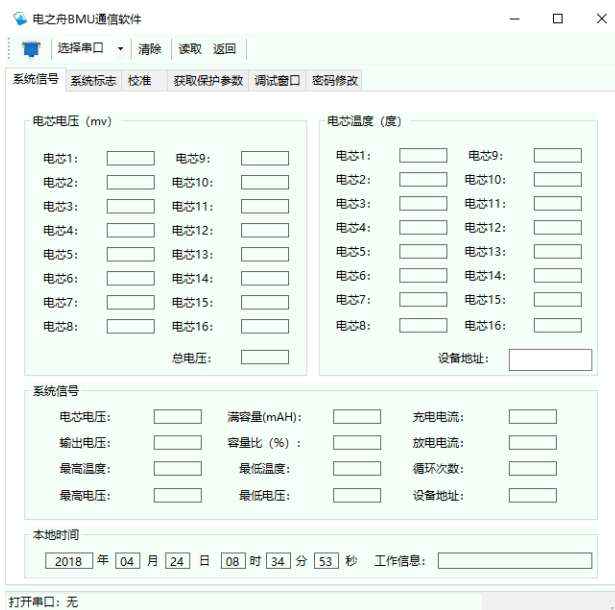 电之舟BMU通信软件
选择串口 清除 读取 返回
系统信号 系统标志 校准 获取保护参数 调试窗口 密码修改
电芯电压（mv） 电芯温度（度）
电芯1： 电芯9： 电芯1： 电芯9：
电芯2： 电芯10： 电芯2： 电芯10：
电芯3： 电芯11： 电芯3： 电芯11：
电芯4： 电芯12： 电芯4： 电芯12：
电芯5： 电芯13： 电芯5： 电芯13：
电芯6： 电芯14： 电芯6： 电芯14：
电芯7： 电芯15： 电芯7： 电芯15：
电芯8： 电芯16： 电芯8： 电芯16：
总电压： 设备地址：
系统信号
电芯电压： 满容量(mAH)： 充电电流：
输出电压： 容量比（%）： 放电电流：
最高温度： 最低温度： 循环次数：
最高电压： 最低电压： 设备地址：
本地时间
2018 年 04 月 24 日 08 时 34 分 53 秒 工作信息：
打开串口：无